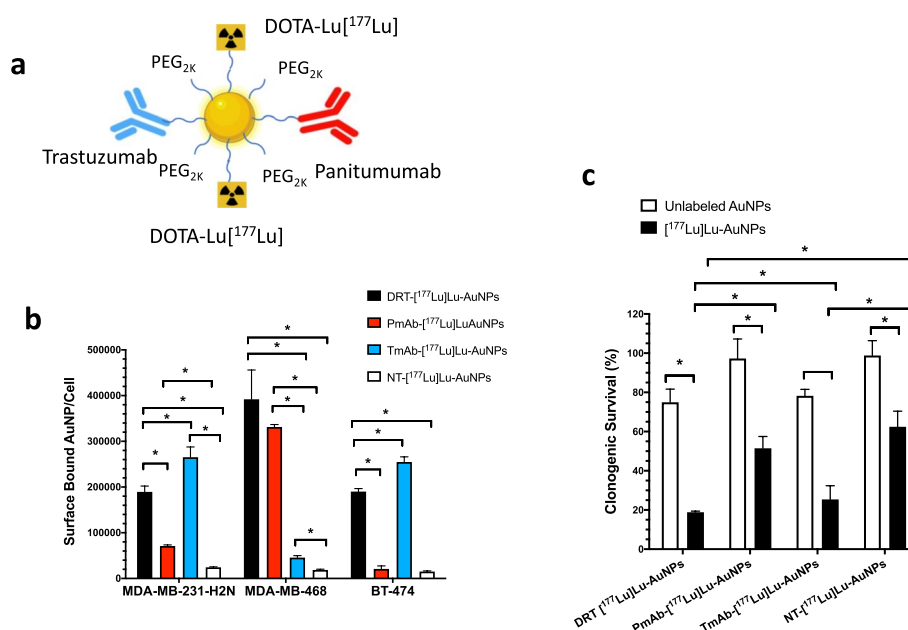 a
DOTA-Lu[¹⁷⁷Lu]
PEG₂ₖ
PEG₂ₖ
Trastuzumab
PEG₂ₖ
PEG₂ₖ
Panitumumab
DOTA-Lu[¹⁷⁷Lu]
b
DRT-[¹⁷⁷Lu]Lu-AuNPs
PmAb-[¹⁷⁷Lu]LuAuNPs
TmAb-[¹⁷⁷Lu]Lu-AuNPs
NT-[¹⁷⁷Lu]Lu-AuNPs
Surface Bound AuNP/Cell
500000
400000
300000
200000
100000
0
* * * * *
* * * *
* *
* * *
MDA-MB-231-H2N
MDA-MB-468
BT-474
c
Unlabeled AuNPs
[¹⁷⁷Lu]Lu-AuNPs
Clonogenic Survival (%)
140
120
100
80
60
40
20
0
*
*
* *
* * *
DRT [¹⁷⁷Lu]Lu-AuNPs
PmAb-[¹⁷⁷Lu]Lu-AuNPs
TmAb-[¹⁷⁷Lu]Lu-AuNPs
NT-[¹⁷⁷Lu]Lu-AuNPs